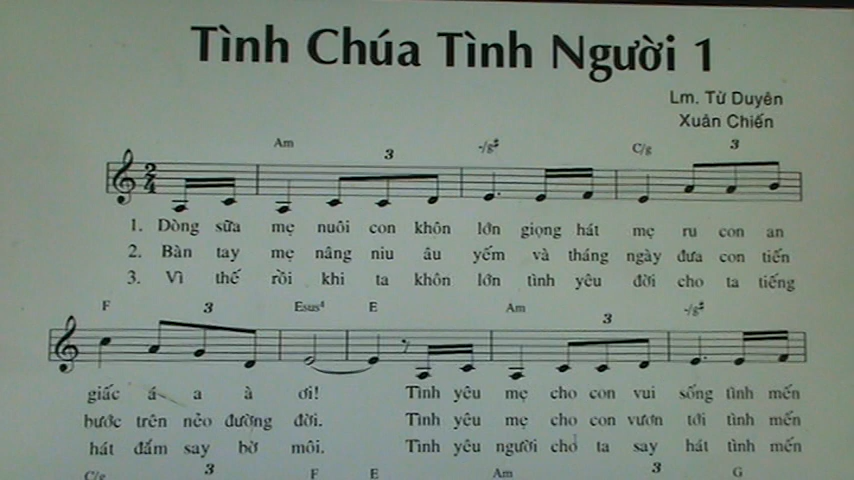 Tình Chúa Tình Người 1
Lm. Từ Duyên
Xuân Chiến
Am 3 -/g# C/g 3
2/4
1. Dòng sữa mẹ nuôi con khôn lớn giọng hát mẹ ru con an
2. Bàn tay mẹ nâng niu âu yếm và tháng ngày đưa con tiến
3. Vì thế rồi khi ta khôn lớn tình yêu đời cho ta tiếng
F 3 Esus4 E Am 3 -/g#
giấc á a à ơi! Tình yêu mẹ cho con vui sống tình mến
bước trên nẻo đường đời. Tình yêu mẹ cho con vươn tới tình mến
hát đắm say bờ môi. Tình yêu người cho ta say hát tình mến
C/g 3 F E Am 3 G